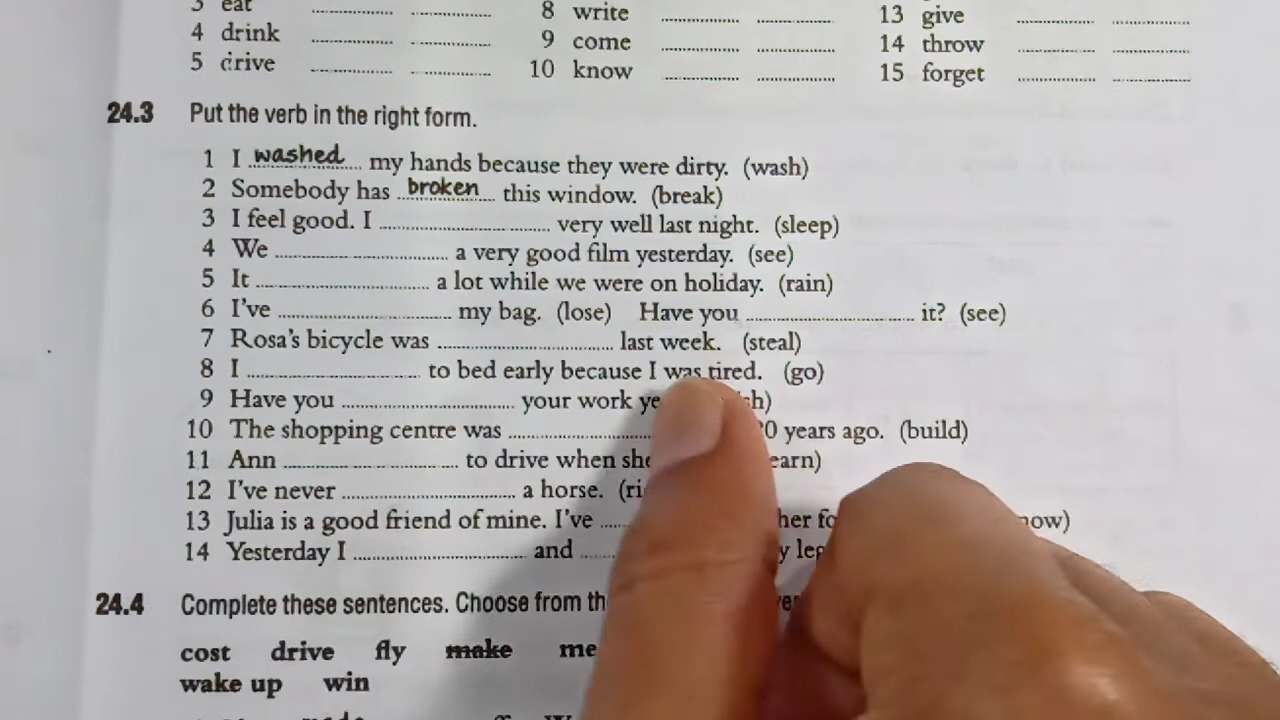 3 eat .................... ....................
8 write .................... ....................
13 give .................... ....................
4 drink .................... ....................
9 come .................... ....................
14 throw .................... ....................
5 drive .................... ....................
10 know .................... ....................
15 forget .................... ....................
24.3 Put the verb in the right form.
1 I washed my hands because they were dirty. (wash)
2 Somebody has broken this window. (break)
3 I feel good. I .................... very well last night. (sleep)
4 We .................... a very good film yesterday. (see)
5 It .................... a lot while we were on holiday. (rain)
6 I've .................... my bag. (lose) Have you .................... it? (see)
7 Rosa's bicycle was .................... last week. (steal)
8 I .................... to bed early because I was tired. (go)
9 Have you .................... your work
10 The shopping centre was .................... years ago. (build)
11 Ann .................... to drive when
12 I've never .................... a horse.
13 Julia is a good friend of mine. I've .................... her
14 Yesterday I .................... and ....................
24.4 Complete these sentences. Choose from
cost drive fly make
wake up win